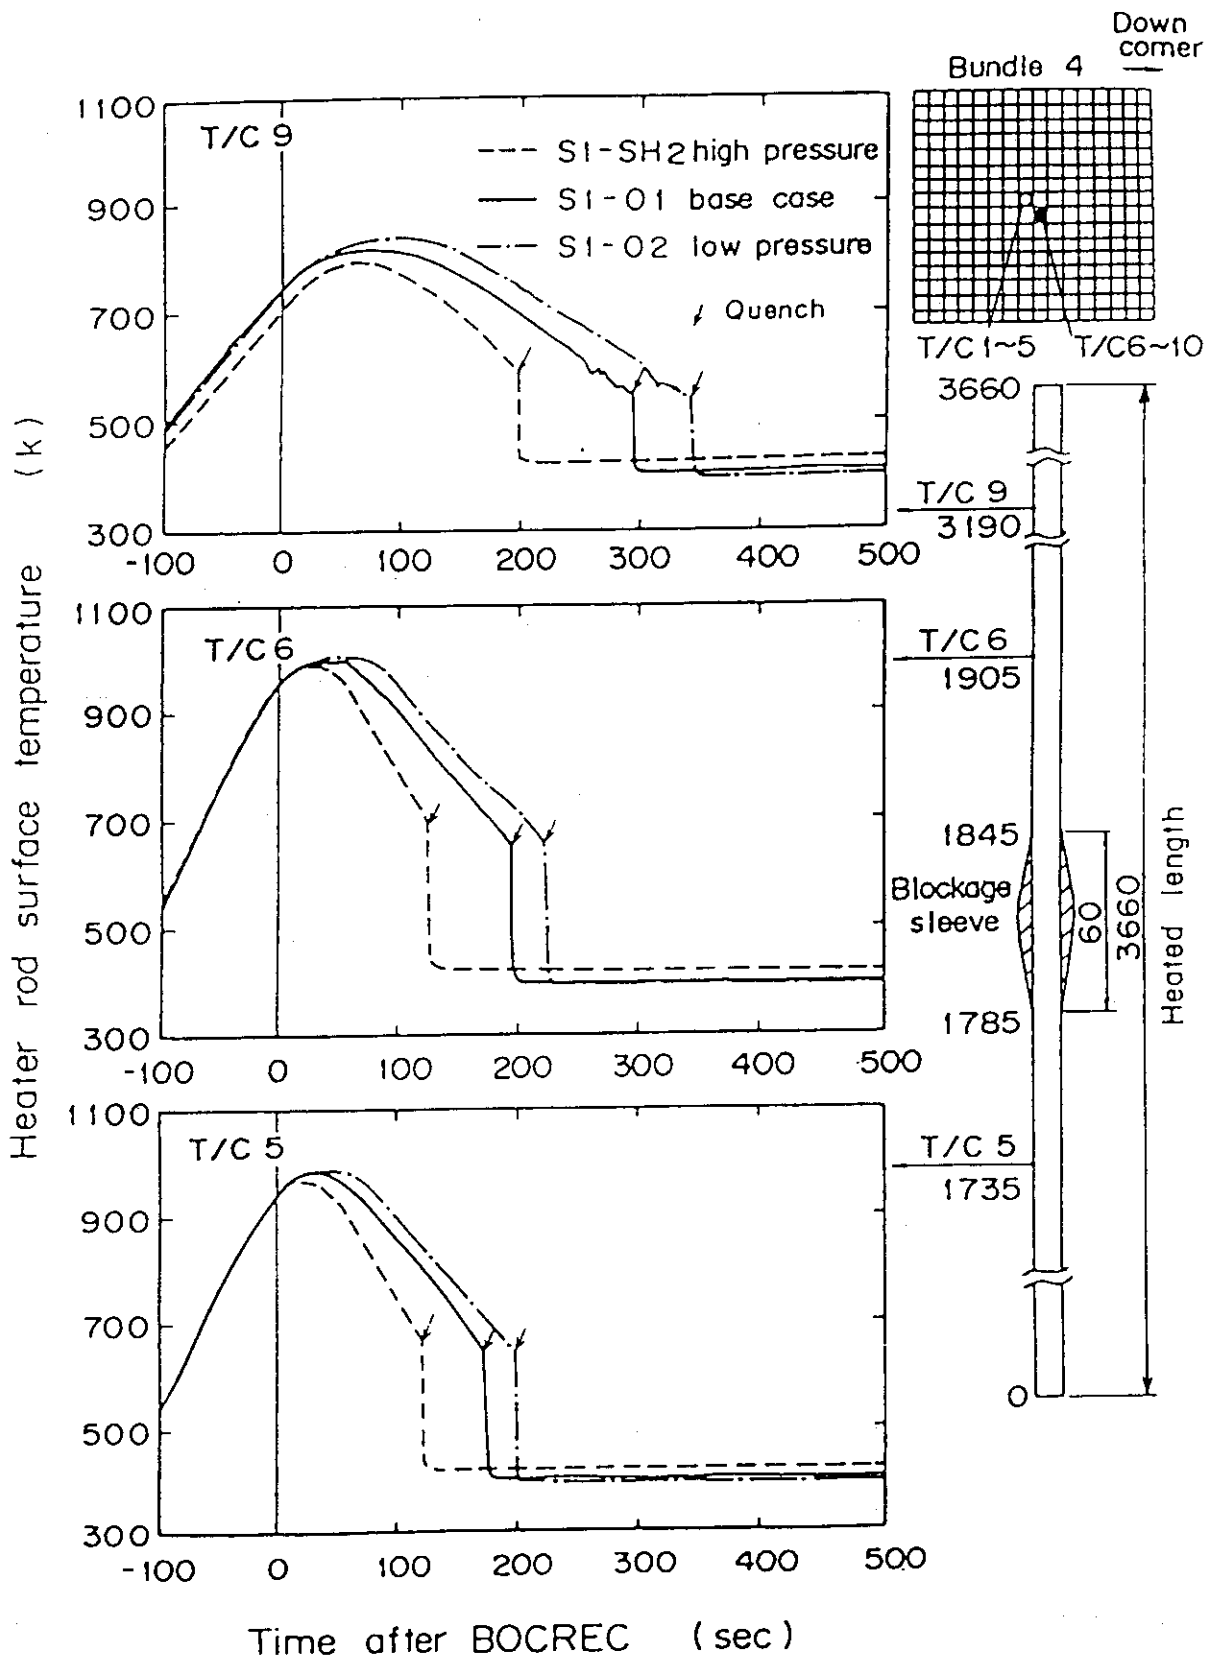 Down
comer
Bundle 4
T/C 1~5
T/C6~10
1100
900
700
500
300
T/C 9
--- S1-SH2 high pressure
— S1-01 base case
-·- S1-02 low pressure
Quench
-100 0 100 200 300 400 500
1100
900
700
500
300
T/C 6
-100 0 100 200 300 400 500
1100
900
700
500
300
T/C 5
-100 0 100 200 300 400 500
Heater rod surface temperature (k)
Time after BOCREC (sec)
3660
T/C 9
3190
T/C 6
1905
1845
Blockage
sleeve
1785
T/C 5
1735
0
60
3660
Heated length